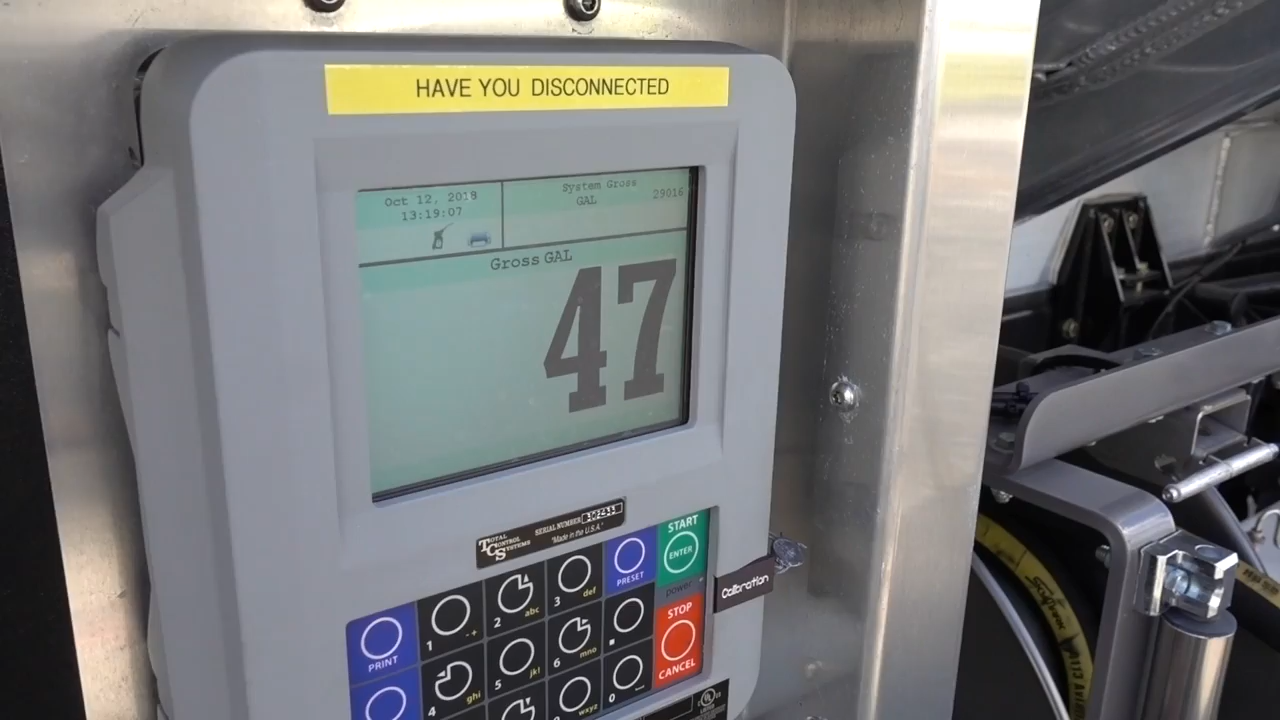 HAVE YOU DISCONNECTED
Oct 12, 2018
13:19:07
System Gross
GAL
29016
Gross GAL
47
TOTAL
CONTROL
SYSTEMS
SERIAL NUMBER
"Made in the U.S.A."
START
ENTER
PRESET
power
Calibration
STOP
CANCEL
PRINT
1 -+
2 abc
3 def
4 ghi
5 jkl
6 mno
.
wxyz
0